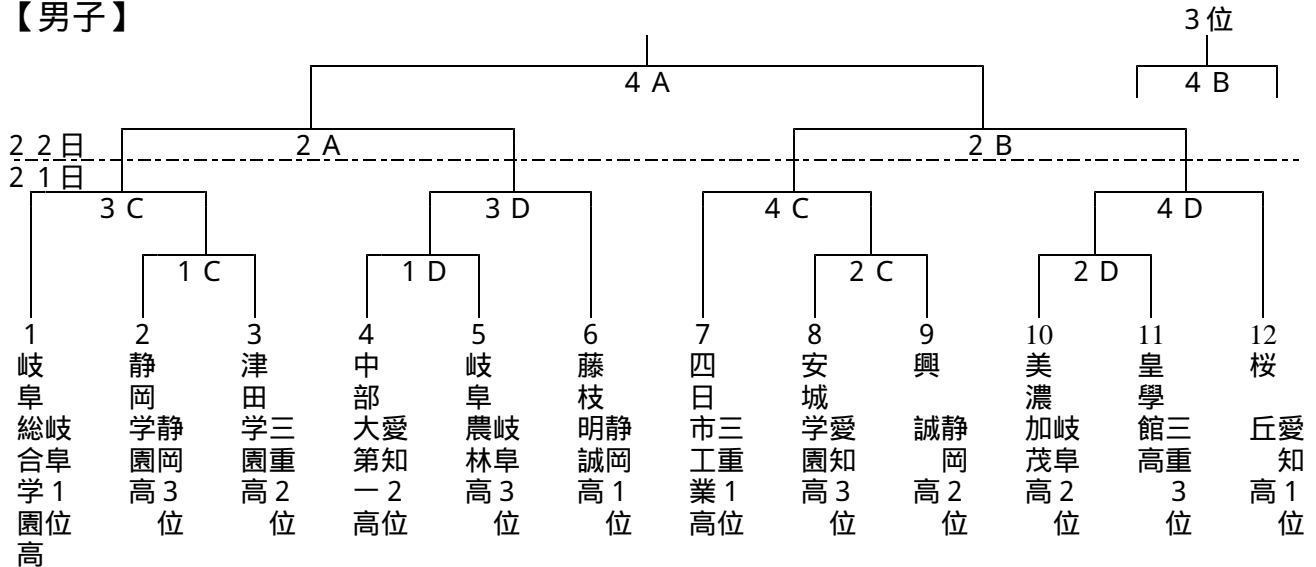 【男子】
3位
4 A
4 B
2 2日
2 A
2 B
2 1日
3 C
3 D
4 C
4 D
1 C
1 D
2 C
2 D
1
岐阜総合学園高
岐阜1位
2
静岡学園高
静岡3位
3
津田学園高
三重2位
4
中部大第一高
愛知2位
5
岐阜農林高
岐阜3位
6
藤枝明誠高
静岡1位
7
四日市工業高
三重1位
8
安城学園高
愛知3位
9
興誠高
静岡2位
10
美濃加茂高
岐阜2位
11
皇學館高
三重3位
12
桜丘高
愛知1位